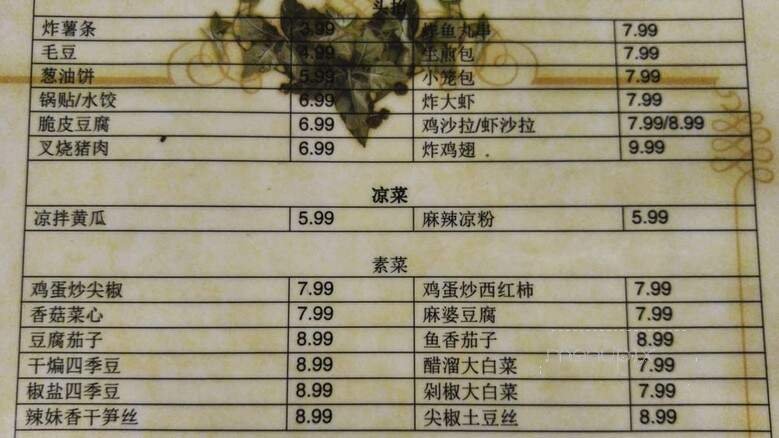 头抬
炸薯条 3.99 炸鱼丸串 7.99
毛豆 4.99 生煎包 7.99
葱油饼 5.99 小笼包 7.99
锅贴/水饺 6.99 炸大虾 7.99
脆皮豆腐 6.99 鸡沙拉/虾沙拉 7.99/8.99
叉烧猪肉 6.99 炸鸡翅 9.99
凉菜
凉拌黄瓜 5.99 麻辣凉粉 5.99
素菜
鸡蛋炒尖椒 7.99 鸡蛋炒西红柿 7.99
香菇菜心 7.99 麻婆豆腐 7.99
豆腐茄子 8.99 鱼香茄子 8.99
干煸四季豆 8.99 醋溜大白菜 7.99
椒盐四季豆 8.99 剁椒大白菜 7.99
辣妹香干笋丝 8.99 尖椒土豆丝 8.99